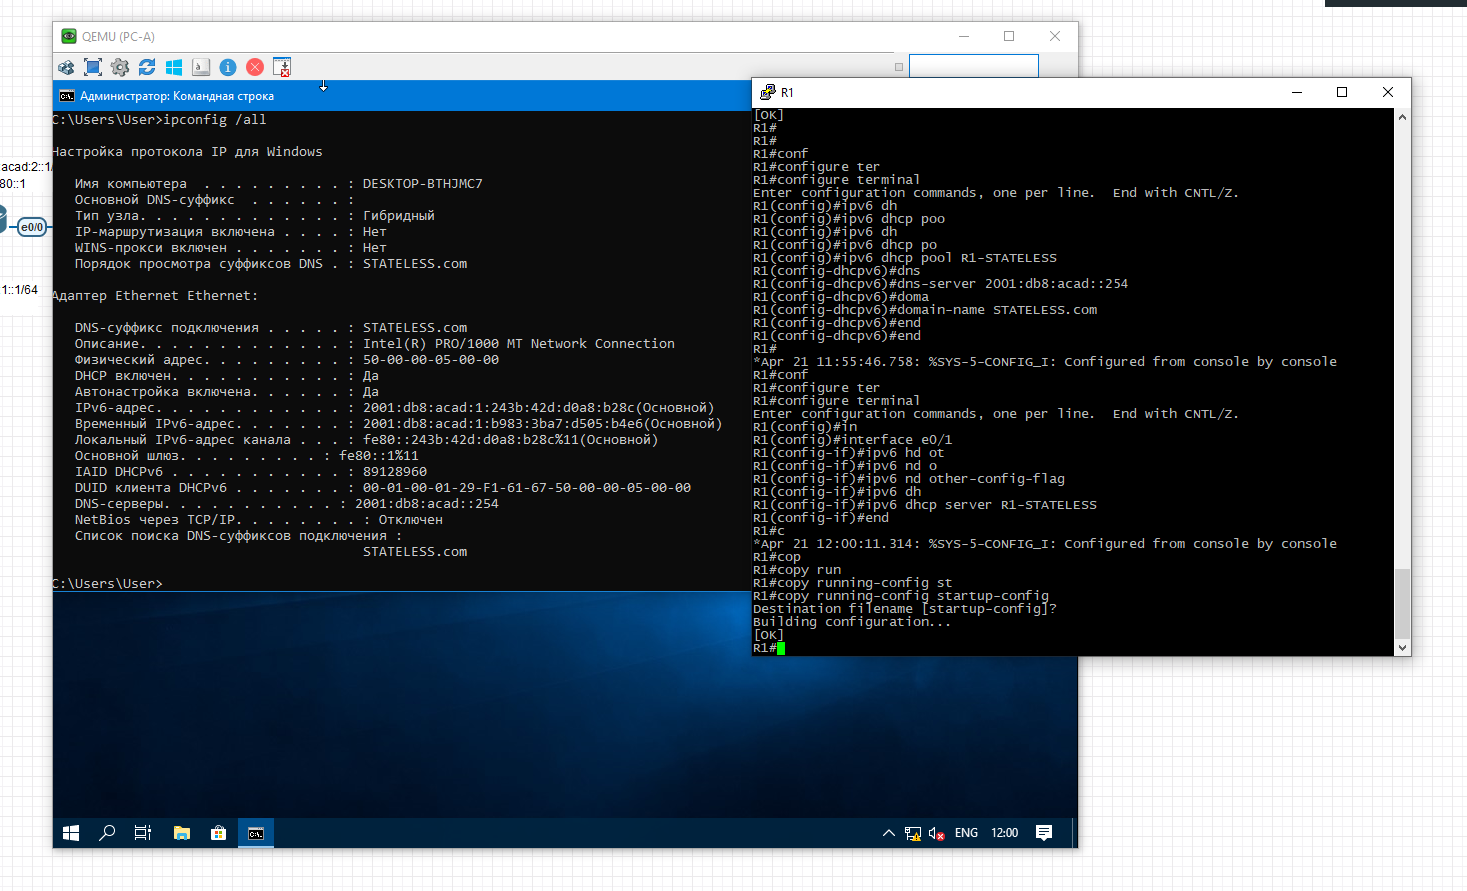 QEMU (PC-A)
Администратор: Командная строка
C:\Users\User>ipconfig /all
Настройка протокола IP для Windows
Имя компьютера . . . . . . . . . : DESKTOP-BTHJMC7
Основной DNS-суффикс . . . . . . :
Тип узла. . . . . . . . . . . . . : Гибридный
IP-маршрутизация включена . . . . : Нет
WINS-прокси включен . . . . . . . : Нет
Порядок просмотра суффиксов DNS . : STATELESS.com
Адаптер Ethernet Ethernet:
DNS-суффикс подключения . . . . . : STATELESS.com
Описание. . . . . . . . . . . . . : Intel(R) PRO/1000 MT Network Connection
Физический адрес. . . . . . . . . : 50-00-00-05-00-00
DHCP включен. . . . . . . . . . . : Да
Автонастройка включена. . . . . . : Да
IPv6-адрес. . . . . . . . . . . . : 2001:db8:acad:1:243b:42d:d0a8:b28c(Основной)
Временный IPv6-адрес. . . . . . . : 2001:db8:acad:1:b983:3ba7:d505:b4e6(Основной)
Локальный IPv6-адрес канала . . . : fe80::243b:42d:d0a8:b28c%11(Основной)
Основной шлюз. . . . . . . . . : fe80::1%11
IAID DHCPv6 . . . . . . . . . . . : 89128960
DUID клиента DHCPv6 . . . . . . . : 00-01-00-01-29-F1-61-67-50-00-00-05-00-00
DNS-серверы. . . . . . . . . . . : 2001:db8:acad::254
NetBios через TCP/IP. . . . . . . . : Отключен
Список поиска DNS-суффиксов подключения :
STATELESS.com
C:\Users\User>
ENG 12:00
acad:2::1/
80::1
e0/0
1::1/64
R1
[OK]
R1#
R1#
R1#conf
R1#configure ter
R1#configure terminal
Enter configuration commands, one per line.  End with CNTL/Z.
R1(config)#ipv6 dh
R1(config)#ipv6 dhcp poo
R1(config)#ipv6 dh
R1(config)#ipv6 dhcp po
R1(config)#ipv6 dhcp pool R1-STATELESS
R1(config-dhcpv6)#dns
R1(config-dhcpv6)#dns-server 2001:db8:acad::254
R1(config-dhcpv6)#doma
R1(config-dhcpv6)#domain-name STATELESS.com
R1(config-dhcpv6)#end
R1(config-dhcpv6)#end
R1#
*Apr 21 11:55:46.758: %SYS-5-CONFIG_I: Configured from console by console
R1#conf
R1#configure ter
R1#configure terminal
Enter configuration commands, one per line.  End with CNTL/Z.
R1(config)#in
R1(config)#interface e0/1
R1(config-if)#ipv6 hd ot
R1(config-if)#ipv6 nd o
R1(config-if)#ipv6 nd other-config-flag
R1(config-if)#ipv6 dh
R1(config-if)#ipv6 dhcp server R1-STATELESS
R1(config-if)#end
R1#c
*Apr 21 12:00:11.314: %SYS-5-CONFIG_I: Configured from console by console
R1#cop
R1#copy run
R1#copy running-config st
R1#copy running-config startup-config
Destination filename [startup-config]?
Building configuration...
[OK]
R1#